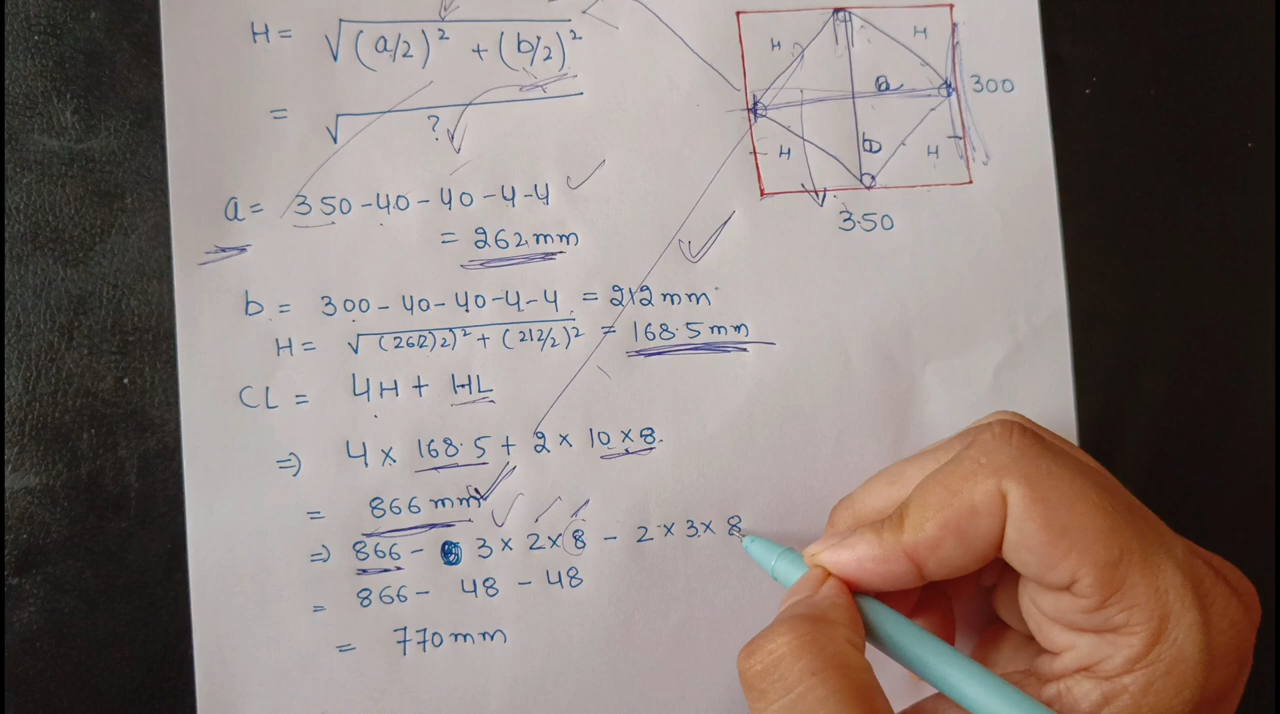 H = √(a/2)² + (b/2)²
= √ ?
a = 350 - 40 - 40 - 4 - 4
= 262 mm
b = 300 - 40 - 40 - 4 - 4 = 212 mm
H = √(262/2)² + (212/2)² = 168.5 mm
CL = 4H + HL
⇒ 4 × 168.5 + 2 × 10 × 8.
= 866 mm
⇒ 866 - 3 × 2 × 8 - 2 × 3 × 8
= 866 - 48 - 48
= 770 mm
H H
a 300
b
H H
350